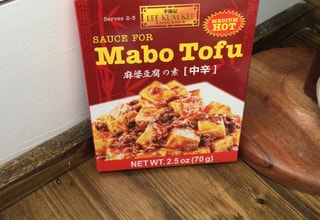 Serves 2-3
李錦記
LEE KUM KEE
MEDIUM HOT
SAUCE FOR
Mabo Tofu
麻婆豆腐の素 [中辛]
NET WT. 2.5 oz (70 g)